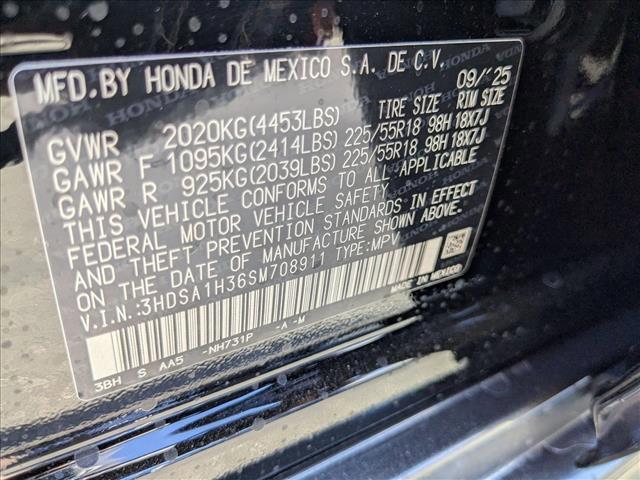 MFD.BY HONDA DE MEXICO S.A. DE C.V. 09/'25
TIRE SIZE RIM SIZE
GVWR 2020KG(4453LBS)
GAWR F 1095KG(2414LBS) 225/55R18 98H 18X7J
GAWR R 925KG(2039LBS) 225/55R18 98H 18X7J
THIS VEHICLE CONFORMS TO ALL APPLICABLE
FEDERAL MOTOR VEHICLE SAFETY
AND THEFT PREVENTION STANDARDS IN EFFECT
ON THE DATE OF MANUFACTURE SHOWN ABOVE.
V.I.N.:3HDSA1H36SM708911 TYPE:MPV
MADE IN MEXICO
3BH S AA5 -NH731P -A-M